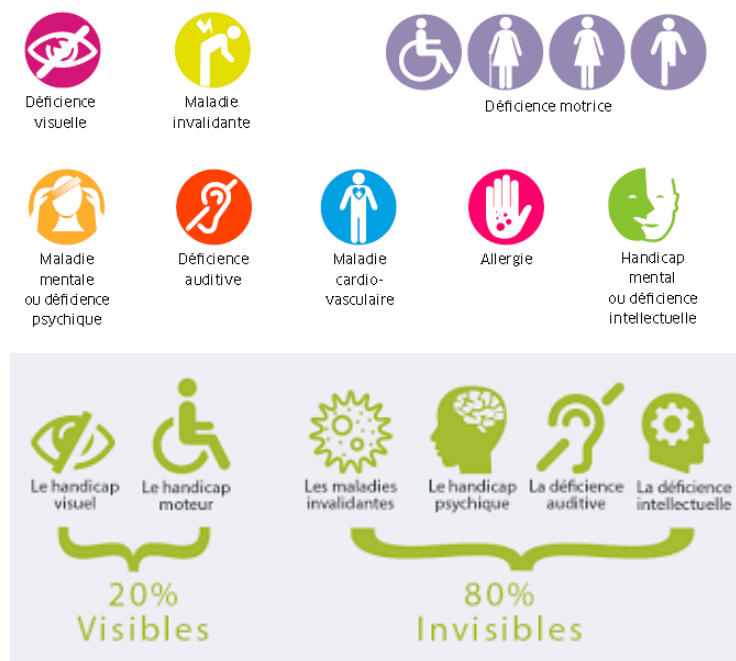 Déficience
visuelle
Maladie
invalidante
Déficience motrice
Maladie
mentale
ou déficience
psychique
Déficience
auditive
Maladie
cardio-
vasculaire
Allergie
Handicap
mental
ou déficience
intellectuelle
Le handicap
visuel
Le handicap
moteur
Les maladies
invalidantes
Le handicap
psychique
La déficience
auditive
La déficience
intellectuelle
20%
Visibles
80%
Invisibles